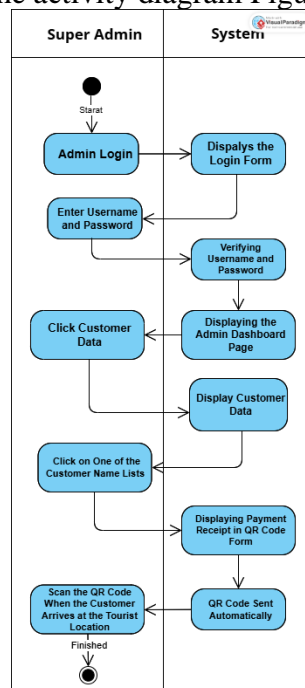 Super Admin
System
VisualParadigm
Starat
Admin Login
Dispalys the
Login Form
Enter Username
and Password
Verifying
Username and
Password
Displaying the
Admin Dashboard
Page
Click Customer
Data
Display Customer
Data
Click on One of the
Customer Name Lists
Displaying Payment
Receipt in QR Code
Form
QR Code Sent
Automatically
Scan the QR Code
When the Customer
Arrives at the Tourist
Location
Finished